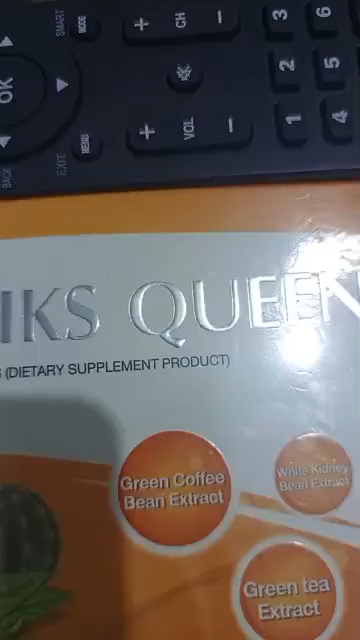 SMART
MODE
+ CH −
3 6
OK
2 5
EXIT
MENU
+ VOL −
1 4
BACK
IKS QUEEN
(DIETARY SUPPLEMENT PRODUCT)
Green Coffee
Bean Extract
White Kidney
Bean Extract
Green tea
Extract